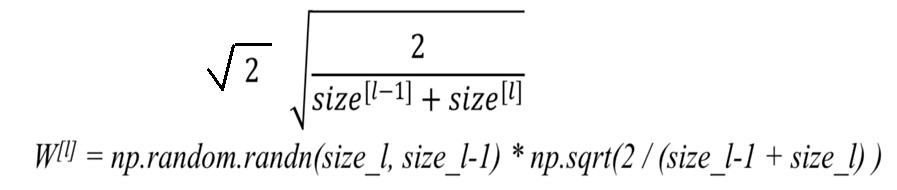 √2 √(2 / (size^[l−1] + size^[l]))
W^[l] = np.random.randn(size_l, size_l-1) * np.sqrt(2 / (size_l-1 + size_l) )